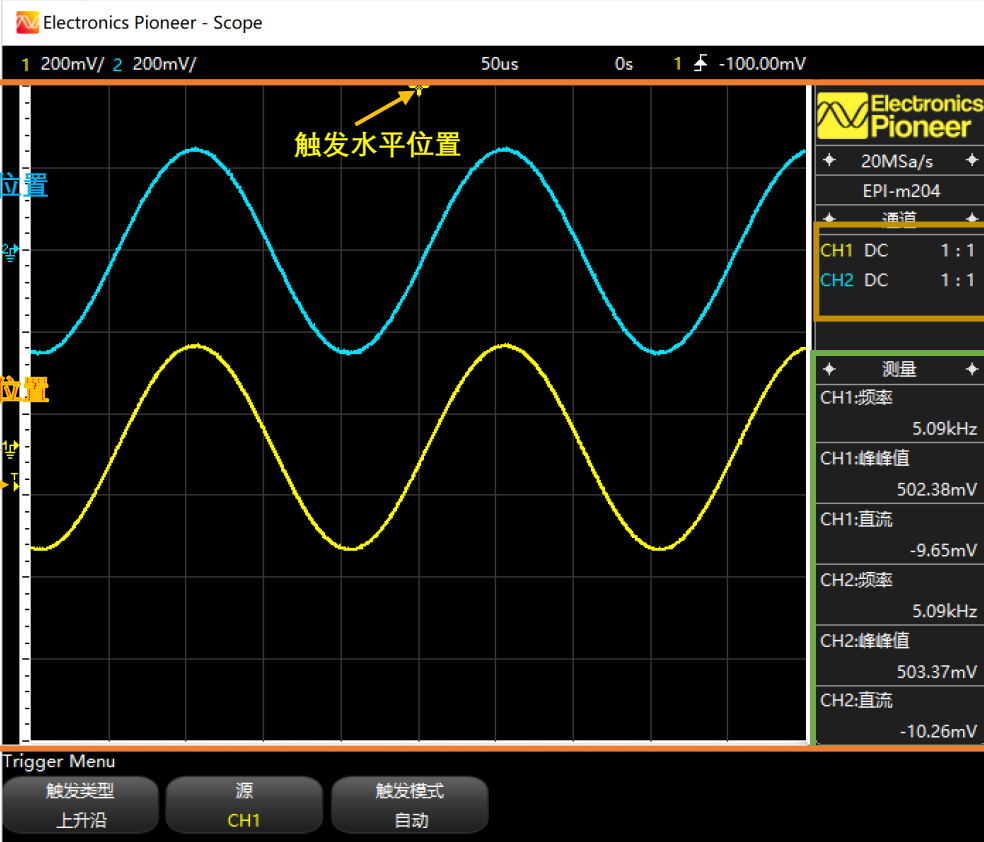 Electronics Pioneer - Scope
1 200mV/ 2 200mV/ 50us 0s 1 -100.00mV
触发水平位置
Electronics
Pioneer
位置
20MSa/s
EPI-m204
通道
2
CH1 DC 1 : 1
CH2 DC 1 : 1
测量
位置
CH1:频率
5.09kHz
1
CH1:峰峰值
T
502.38mV
CH1:直流
-9.65mV
CH2:频率
5.09kHz
CH2:峰峰值
503.37mV
CH2:直流
-10.26mV
Trigger Menu
触发类型 源 触发模式
上升沿 CH1 自动